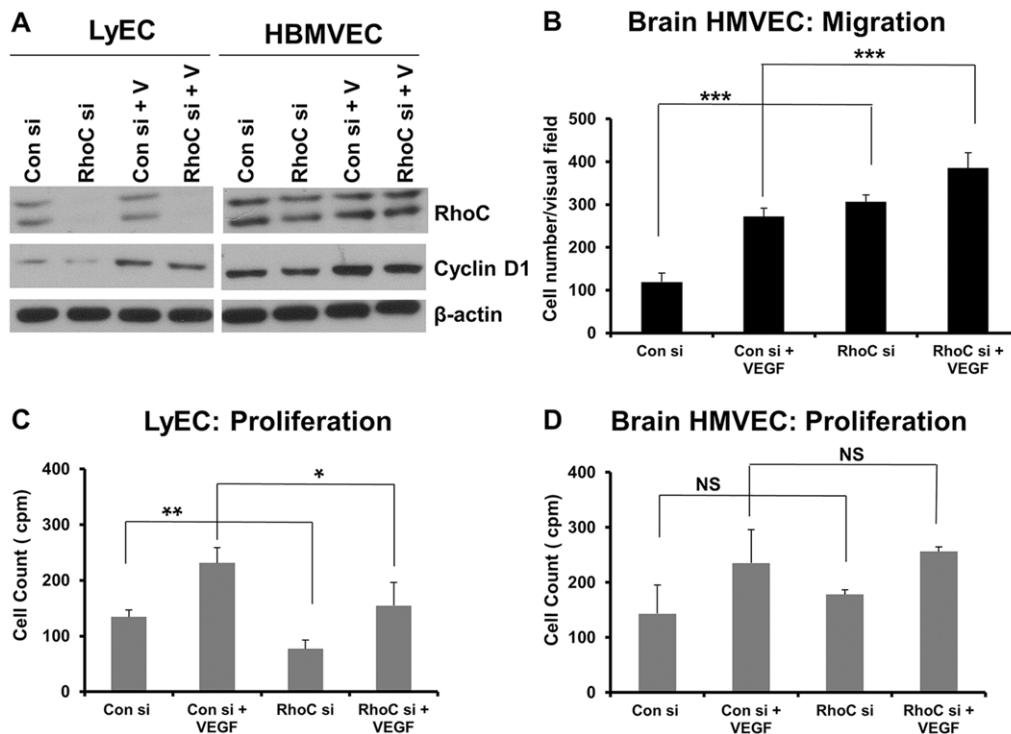 A
LyEC
HBMVEC
Con si
RhoC si
Con si + V
RhoC si + V
Con si
RhoC si
Con si + V
RhoC si + V
RhoC
Cyclin D1
β-actin
B
Brain HMVEC: Migration
***
***
Cell number/visual field
500
400
300
200
100
0
Con si
Con si +
VEGF
RhoC si
RhoC si +
VEGF
C
LyEC: Proliferation
*
**
Cell Count ( cpm)
400
300
200
100
0
Con si
Con si +
VEGF
RhoC si
RhoC si +
VEGF
D
Brain HMVEC: Proliferation
NS
NS
Cell Count ( cpm)
400
300
200
100
0
Con si
Con si +
VEGF
RhoC si
RhoC si +
VEGF